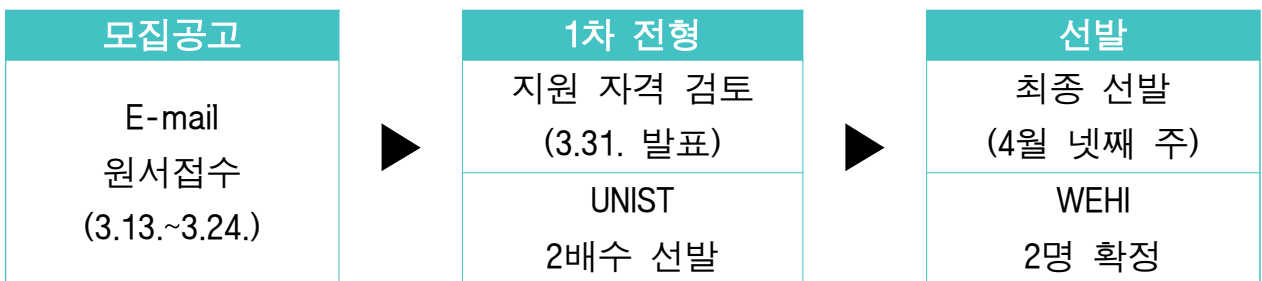 모집공고
E-mail
원서접수
(3.13.~3.24.)
1차 전형
지원 자격 검토
(3.31. 발표)
UNIST
2배수 선발
선발
최종 선발
(4월 넷째 주)
WEHI
2명 확정